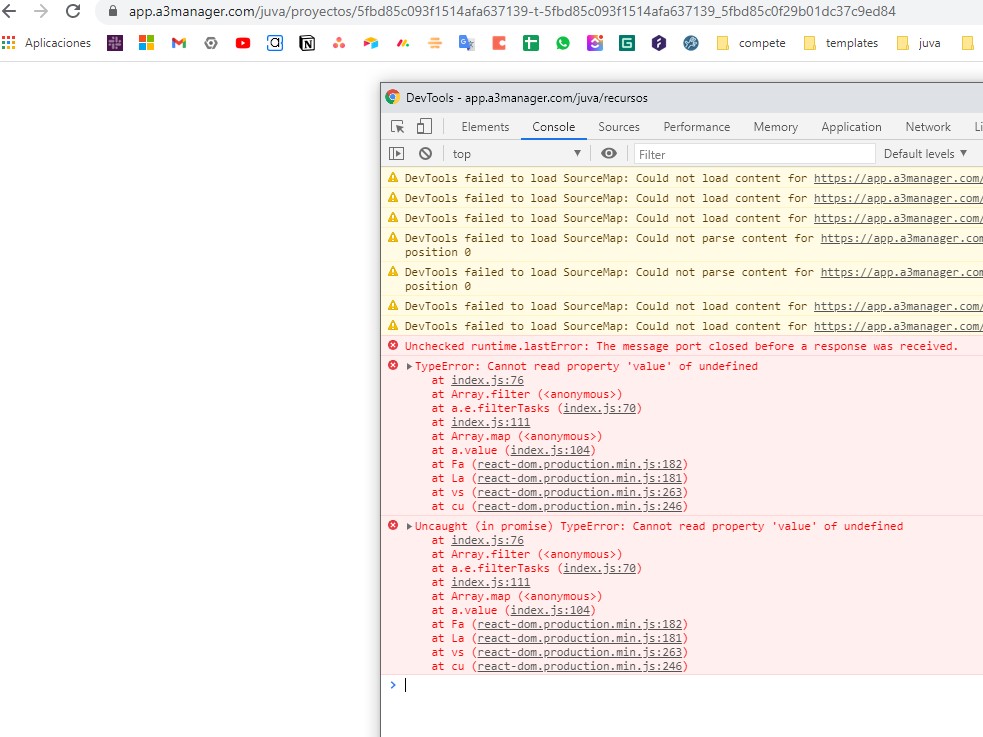 app.a3manager.com/juva/proyectos/5fbd85c093f1514afa637139-t-5fbd85c093f1514afa637139_5fbd85c0f29b01dc37c9ed84
Aplicaciones compete templates juva
DevTools - app.a3manager.com/juva/recursos
Elements Console Sources Performance Memory Application Network Li
top Filter Default levels ▼
DevTools failed to load SourceMap: Could not load content for https://app.a3manager.com/
DevTools failed to load SourceMap: Could not load content for https://app.a3manager.com/
DevTools failed to load SourceMap: Could not load content for https://app.a3manager.com/
DevTools failed to load SourceMap: Could not parse content for https://app.a3manager.com
position 0
DevTools failed to load SourceMap: Could not parse content for https://app.a3manager.com
position 0
DevTools failed to load SourceMap: Could not load content for https://app.a3manager.com/
DevTools failed to load SourceMap: Could not load content for https://app.a3manager.com/
Unchecked runtime.lastError: The message port closed before a response was received.
TypeError: Cannot read property 'value' of undefined
at index.js:76
at Array.filter (<anonymous>)
at a.e.filterTasks (index.js:70)
at index.js:111
at Array.map (<anonymous>)
at a.value (index.js:104)
at Fa (react-dom.production.min.js:182)
at La (react-dom.production.min.js:181)
at vs (react-dom.production.min.js:263)
at cu (react-dom.production.min.js:246)
Uncaught (in promise) TypeError: Cannot read property 'value' of undefined
at index.js:76
at Array.filter (<anonymous>)
at a.e.filterTasks (index.js:70)
at index.js:111
at Array.map (<anonymous>)
at a.value (index.js:104)
at Fa (react-dom.production.min.js:182)
at La (react-dom.production.min.js:181)
at vs (react-dom.production.min.js:263)
at cu (react-dom.production.min.js:246)
>